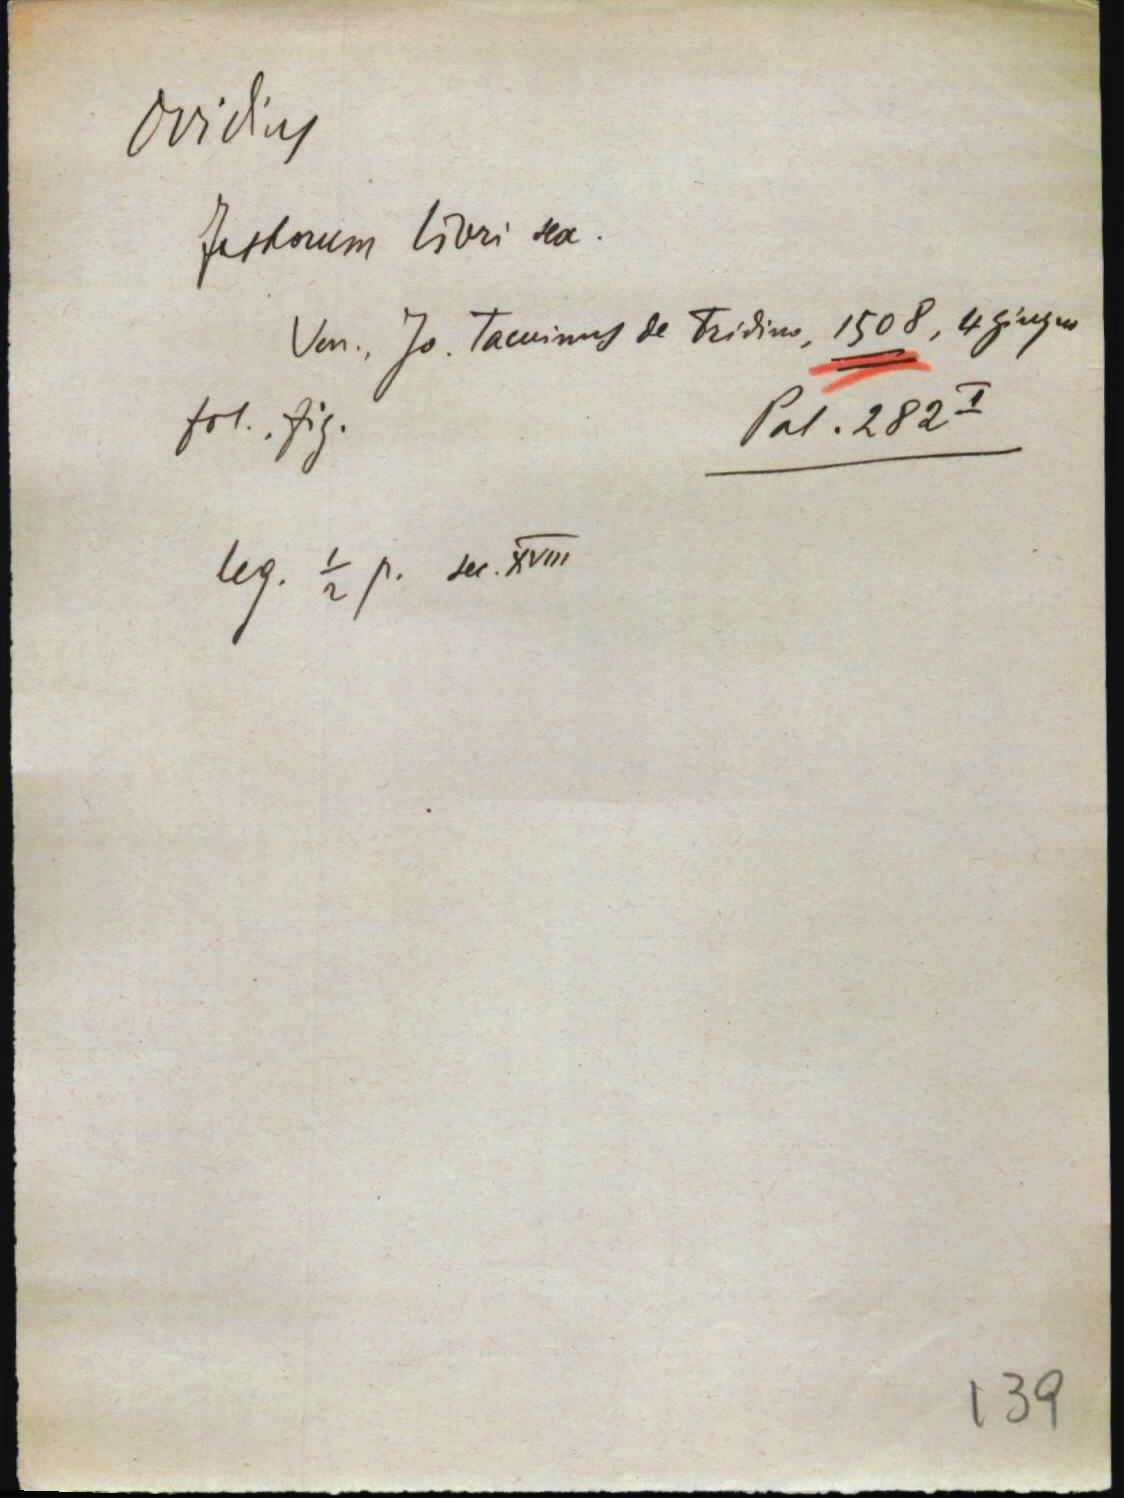 Ovidius
Fastorum libri sex.
Ven., Jo. Tacuinus de Tridino, 1508, 4 giugno
fol., fig.
Pal. 282 I
leg. 1/2 p. sec. XVIII
139